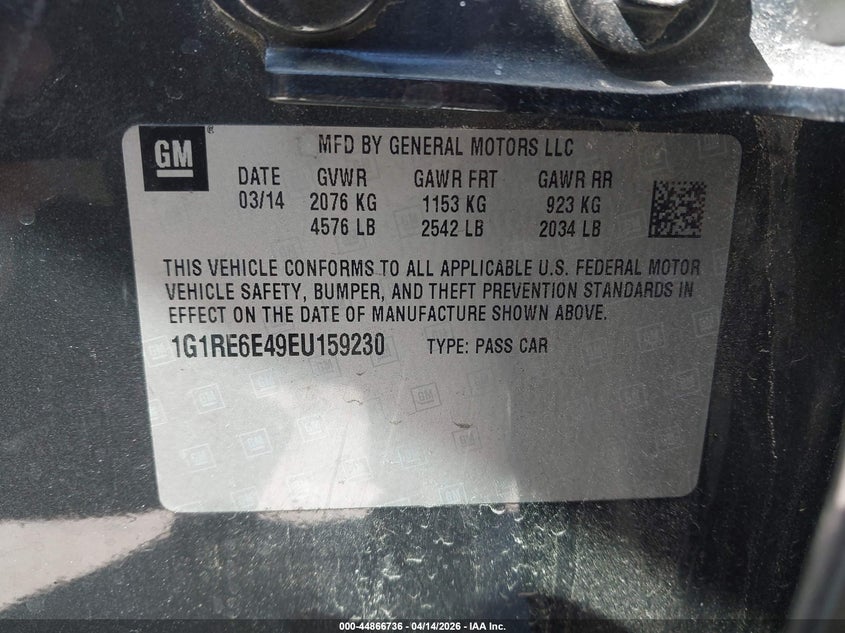 GM
®
MFD BY GENERAL MOTORS LLC
DATE GVWR GAWR FRT GAWR RR
03/14 2076 KG 1153 KG 923 KG
4576 LB 2542 LB 2034 LB
THIS VEHICLE CONFORMS TO ALL APPLICABLE U.S. FEDERAL MOTOR
VEHICLE SAFETY, BUMPER, AND THEFT PREVENTION STANDARDS IN
EFFECT ON THE DATE OF MANUFACTURE SHOWN ABOVE.
1G1RE6E49EU159230 TYPE: PASS CAR
000-44866736 - 04/14/2026 - IAA Inc.